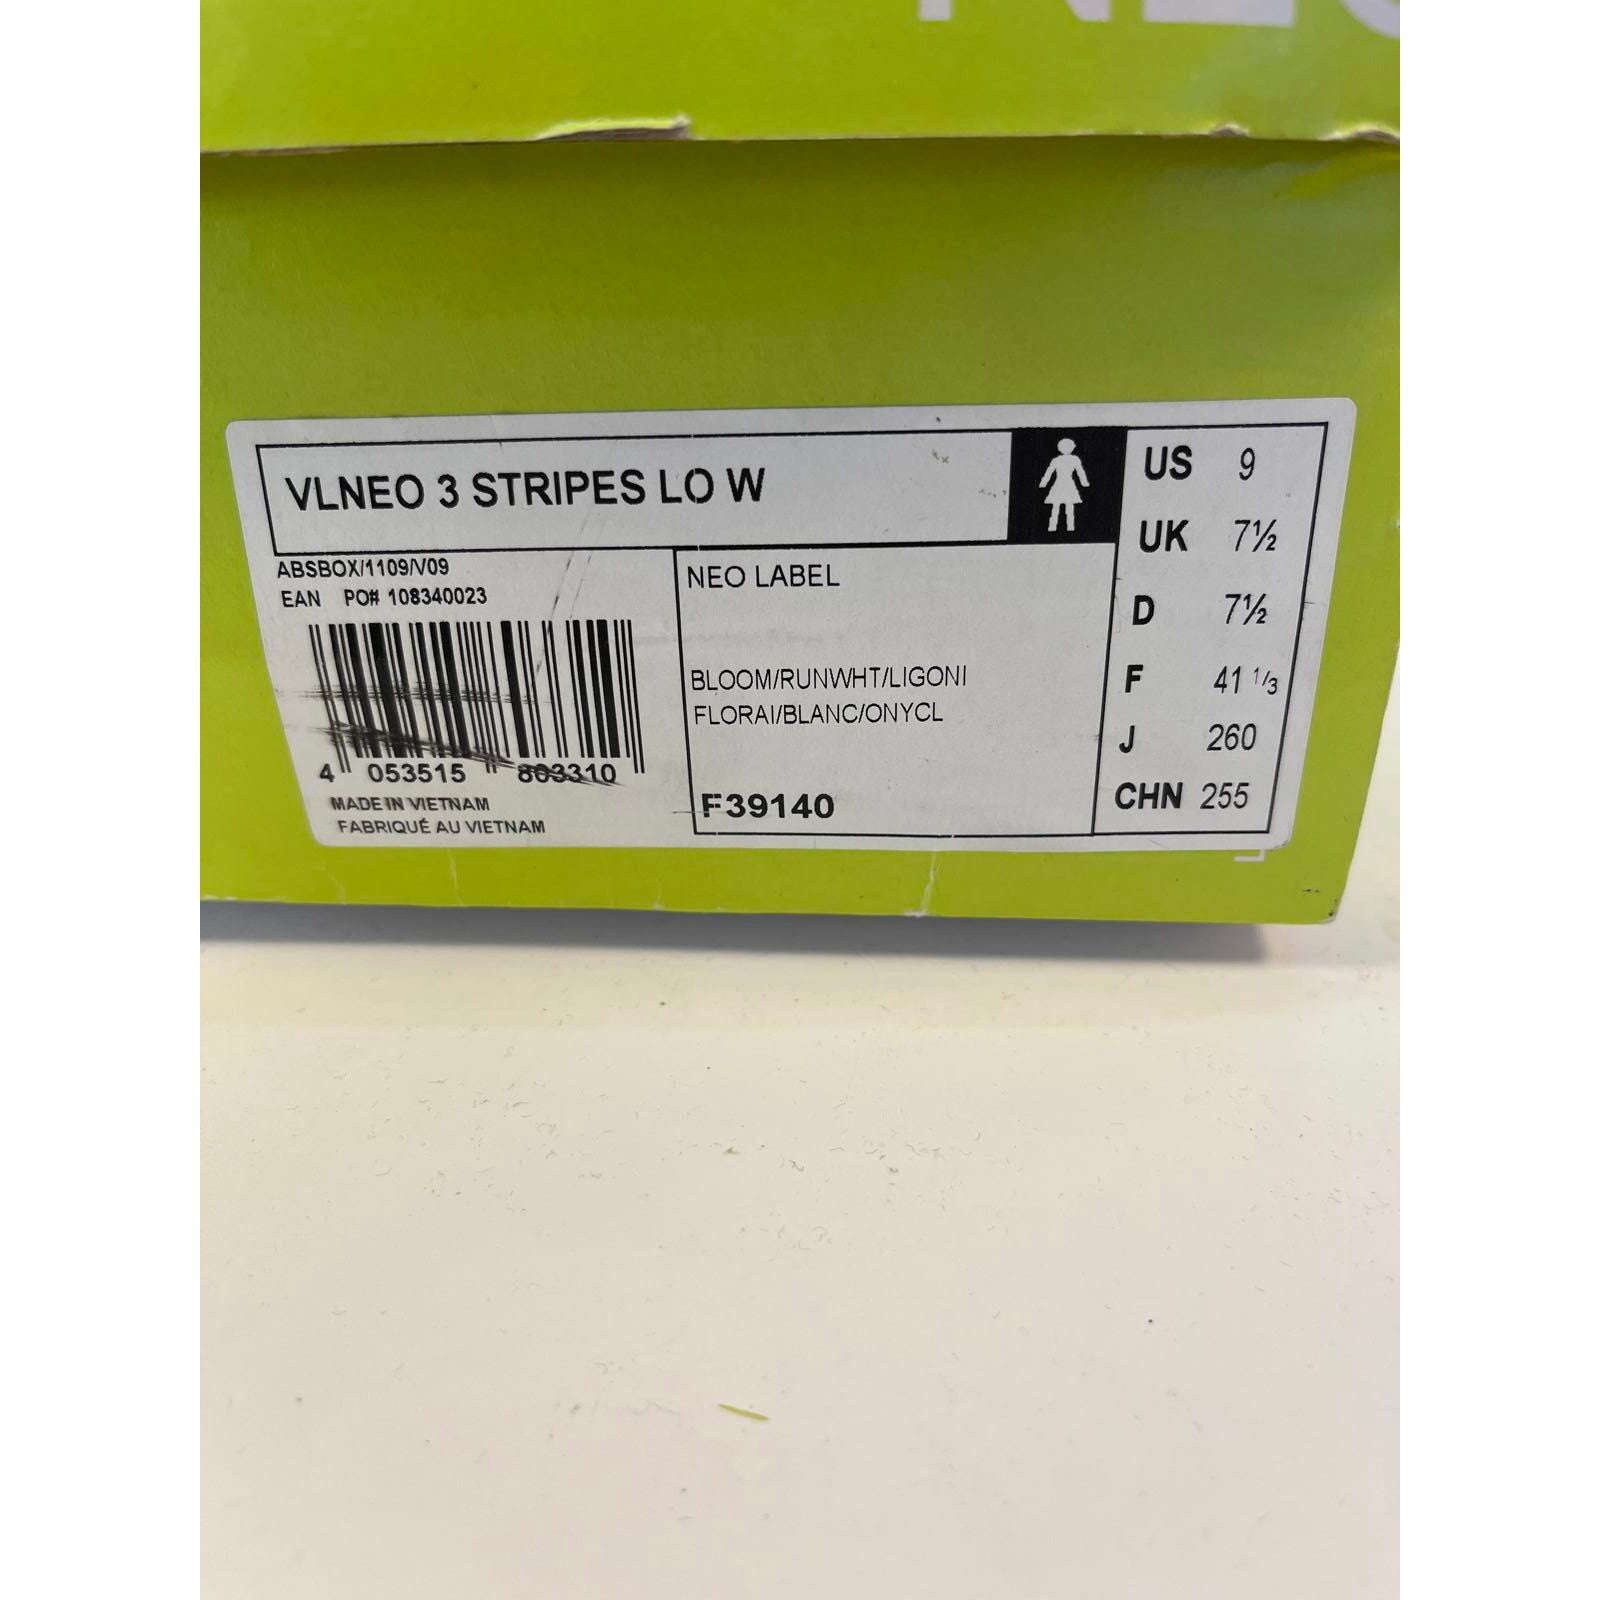 NEO
VLNEO 3 STRIPES LO W
ABSBOX/1109/V09
EAN PO# 108340023
4 053515 803310
MADE IN VIETNAM
FABRIQUÉ AU VIETNAM
NEO LABEL
BLOOM/RUNWHT/LIGONI
FLORAI/BLANC/ONYCL
F39140
US 9
UK 7½
D 7½
F 41 1/3
J 260
CHN 255